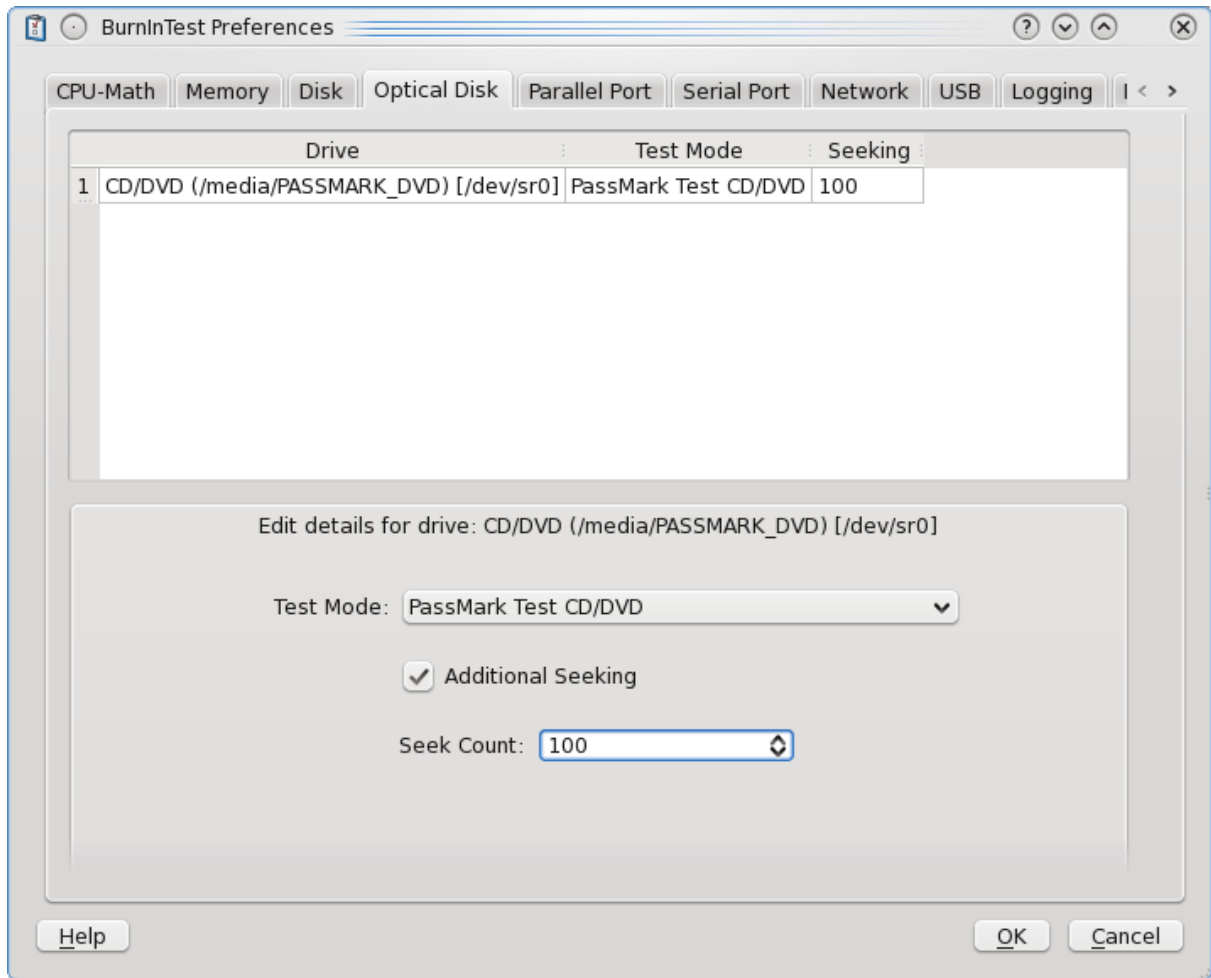 BurnInTest Preferences
CPU-Math Memory Disk Optical Disk Parallel Port Serial Port Network USB Logging
Drive Test Mode Seeking
1 CD/DVD (/media/PASSMARK_DVD) [/dev/sr0] PassMark Test CD/DVD 100
Edit details for drive: CD/DVD (/media/PASSMARK_DVD) [/dev/sr0]
Test Mode: PassMark Test CD/DVD
Additional Seeking
Seek Count: 100
Help OK Cancel